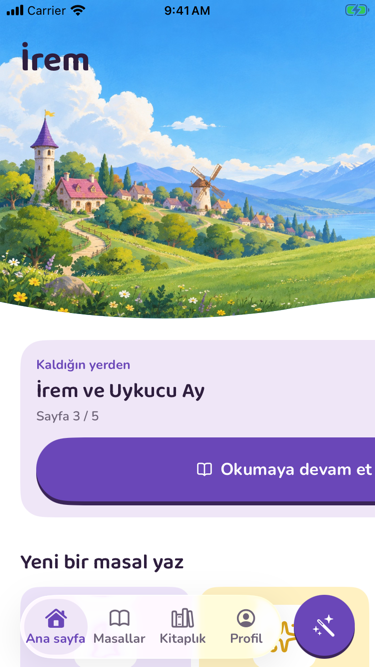 Carrier 9:41 AM
İrem
Kaldığın yerden
İrem ve Uykucu Ay
Sayfa 3 / 5
Okumaya devam et
Yeni bir masal yaz
Ana sayfa Masallar Kitaplık Profil